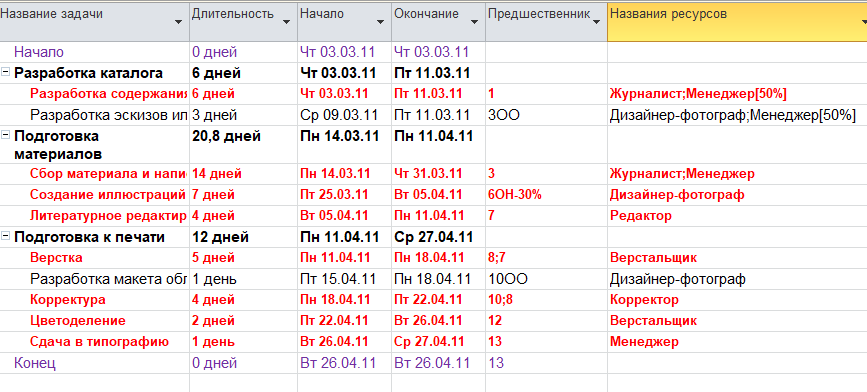 Название задачи Длительность Начало Окончание Предшественник Названия ресурсов
Начало 0 дней Чт 03.03.11 Чт 03.03.11
Разработка каталога 6 дней Чт 03.03.11 Пт 11.03.11
Разработка содержания 6 дней Чт 03.03.11 Пт 11.03.11 1 Журналист;Менеджер[50%]
Разработка эскизов ил 3 дней Ср 09.03.11 Пт 11.03.11 3ОО Дизайнер-фотограф;Менеджер[50%]
Подготовка 20,8 дней Пн 14.03.11 Пн 11.04.11
материалов
Сбор материала и напи 14 дней Пн 14.03.11 Чт 31.03.11 3 Журналист;Менеджер
Создание иллюстраций 7 дней Пт 25.03.11 Вт 05.04.11 6ОН-30% Дизайнер-фотограф
Литературное редактир 4 дней Вт 05.04.11 Пн 11.04.11 7 Редактор
Подготовка к печати 12 дней Пн 11.04.11 Ср 27.04.11
Верстка 5 дней Пн 11.04.11 Пн 18.04.11 8;7 Верстальщик
Разработка макета обл 1 день Пт 15.04.11 Пн 18.04.11 10ОО Дизайнер-фотограф
Корректура 4 дней Пн 18.04.11 Пт 22.04.11 10;8 Корректор
Цветоделение 2 дней Пт 22.04.11 Вт 26.04.11 12 Верстальщик
Сдача в типографию 1 день Вт 26.04.11 Ср 27.04.11 13 Менеджер
Конец 0 дней Вт 26.04.11 Вт 26.04.11 13